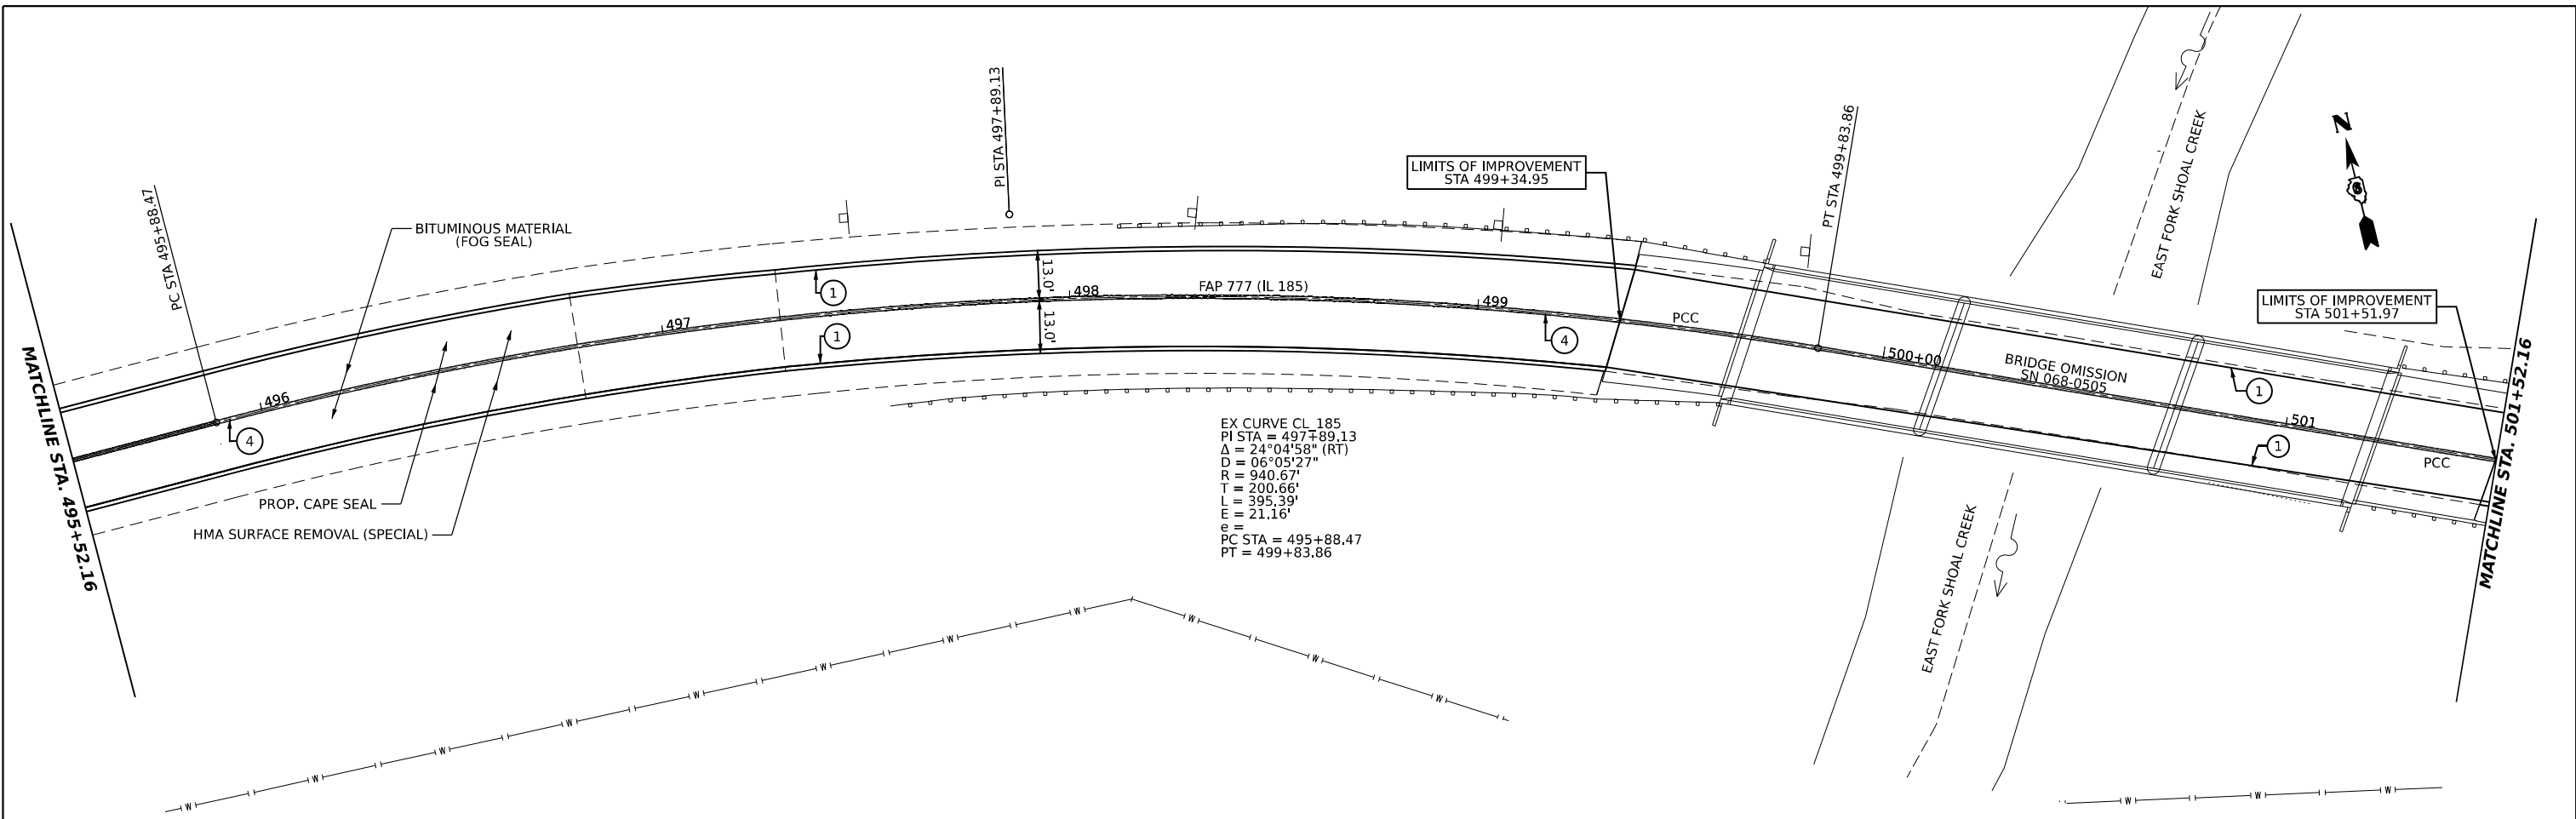 PC STA 495+88.47
BITUMINOUS MATERIAL
(FOG SEAL)
PI STA 497+89.13
LIMITS OF IMPROVEMENT
STA 499+34.95
PT STA 499+83.86
EAST FORK SHOAL CREEK
N
LIMITS OF IMPROVEMENT
STA 501+51.97
MATCHLINE STA. 495+52.16
496
4
497
1
1
13.0'
13.0'
498
FAP 777 (IL 185)
499
4
PCC
500+00
BRIDGE OMISSION
SN 068-0505
1
501
1
PCC
MATCHLINE STA. 501+52.16
PROP. CAPE SEAL
HMA SURFACE REMOVAL (SPECIAL)
EX CURVE CL_185
PI STA = 497+89.13
Δ = 24°04'58" (RT)
D = 06°05'27"
R = 940.67'
T = 200.66'
L = 395.39'
E = 21.16'
e =
PC STA = 495+88.47
PT = 499+83.86
EAST FORK SHOAL CREEK
W W W W W W W W W W W
W W W